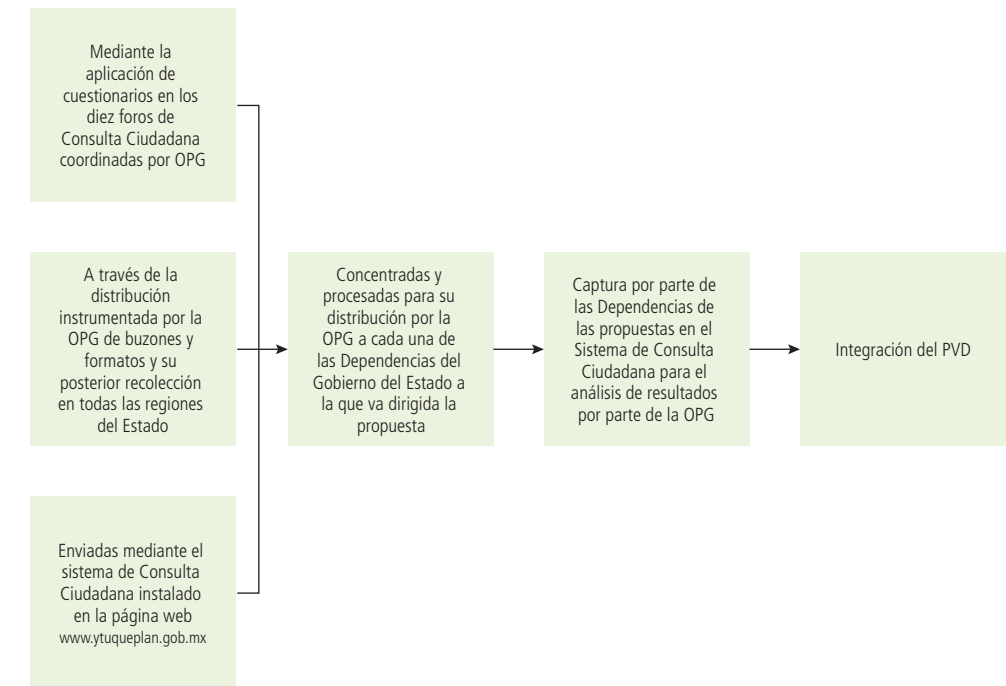 Mediante la
aplicación de
cuestionarios en los
diez foros de
Consulta Ciudadana
coordinadas por OPG
A través de la
distribución
instrumentada por la
OPG de buzones y
formatos y su
posterior recolección
en todas las regiones
del Estado
Enviadas mediante el
sistema de Consulta
Ciudadana instalado
en la página web
www.ytuqueplan.gob.mx
Concentradas y
procesadas para su
distribución por la
OPG a cada una de
las Dependencias del
Gobierno del Estado a
la que va dirigida la
propuesta
Captura por parte de
las Dependencias de
las propuestas en el
Sistema de Consulta
Ciudadana para el
análisis de resultados
por parte de la OPG
Integración del PVD